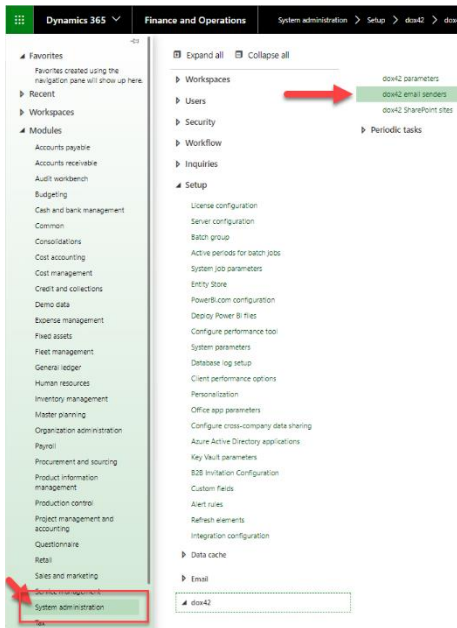 Dynamics 365
Finance and Operations
System administration > Setup > dox42 >
Favorites
Favorites created using the
navigation pane will show up here.
Recent
Workspaces
Modules
Accounts payable
Accounts receivable
Audit workbench
Budgeting
Cash and bank management
Common
Consolidations
Cost accounting
Cost management
Credit and collections
Demo data
Expense management
Fixed assets
Fleet management
General ledger
Human resources
Inventory management
Master planning
Organization administration
Payroll
Procurement and sourcing
Product information
management
Production control
Project management and
accounting
Questionnaire
Retail
Sales and marketing
Service management
System administration
Tax
Expand all
Collapse all
Workspaces
Users
Security
Workflow
Inquiries
Setup
License configuration
Server configuration
Batch group
Active periods for batch jobs
System job parameters
Entity Store
PowerBi.com configuration
Deploy Power BI files
Configure performance tool
System parameters
Database log setup
Client performance options
Personalization
Office app parameters
Configure cross-company data sharing
Azure Active Directory applications
Key Vault parameters
B2B Invitation Configuration
Custom fields
Alert rules
Refresh elements
Integration configuration
Data cache
Email
dox42
dox42 parameters
dox42 email senders
dox42 SharePoint sites
Periodic tasks